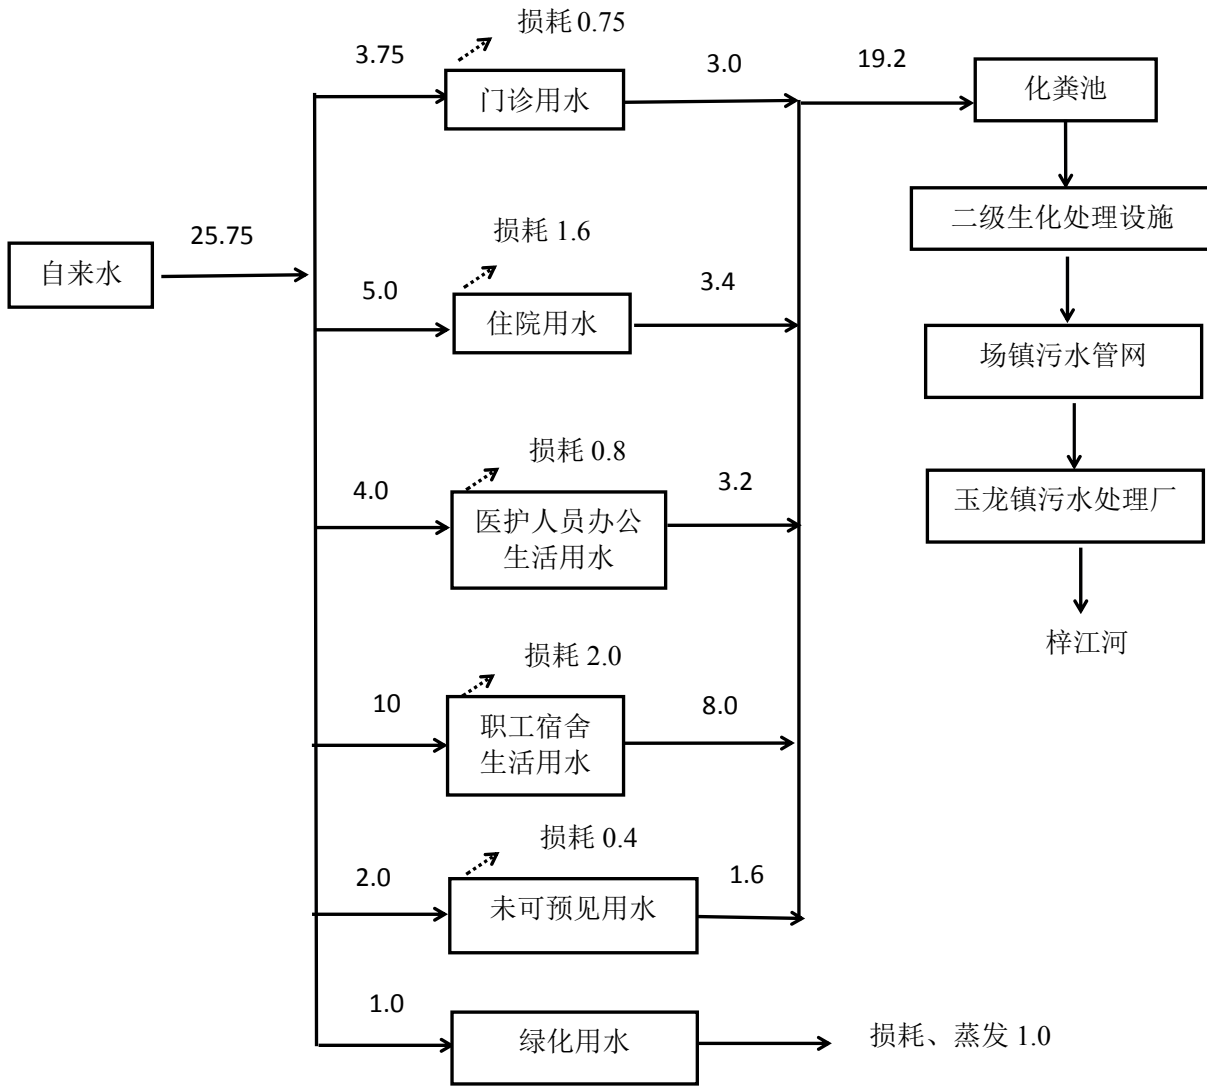 损耗 0.75
3.75
门诊用水
3.0
19.2
化粪池
二级生化处理设施
自来水
25.75
损耗 1.6
5.0
住院用水
3.4
场镇污水管网
损耗 0.8
4.0
医护人员办公
生活用水
3.2
玉龙镇污水处理厂
梓江河
损耗 2.0
10
职工宿舍
生活用水
8.0
损耗 0.4
2.0
未可预见用水
1.6
1.0
绿化用水
损耗、蒸发 1.0